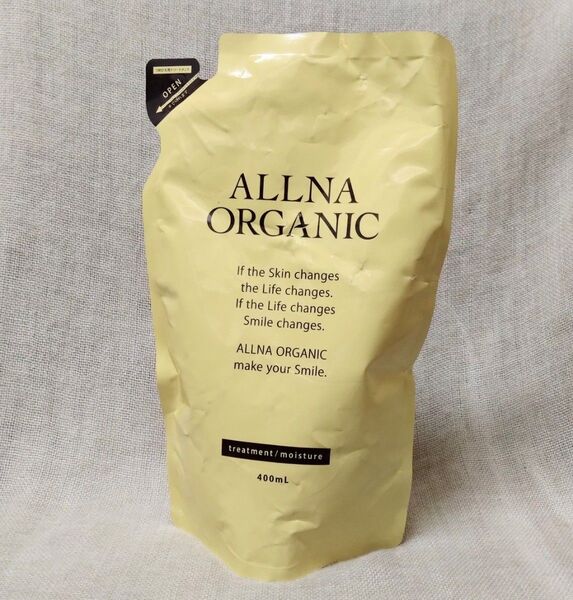 OPEN
ALLNA
ORGANIC
If the Skin changes
the Life changes.
If the Life changes
Smile changes.
ALLNA ORGANIC
make your Smile.
treatment/moisture
400mL